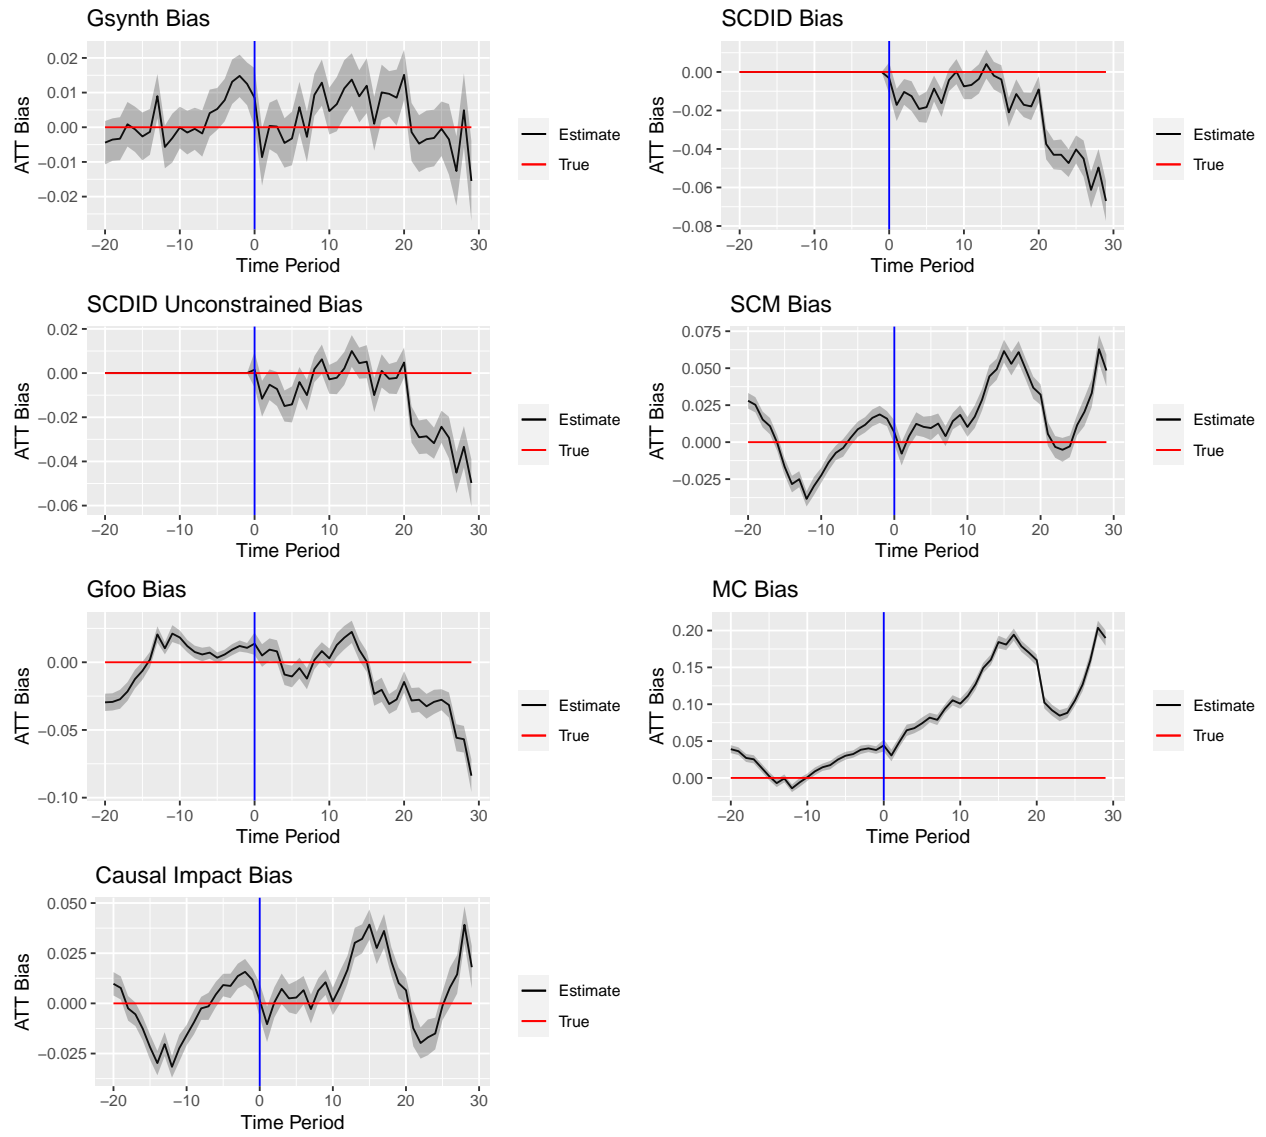 Gsynth Bias
0.02
0.01
0.00
−0.01
−0.02
ATT Bias
−20 −10 0 10 20 30
Time Period
Estimate
True
SCDID Bias
0.00
−0.02
−0.04
−0.06
−0.08
ATT Bias
−20 −10 0 10 20 30
Time Period
Estimate
True
SCDID Unconstrained Bias
0.02
0.00
−0.02
−0.04
−0.06
ATT Bias
−20 −10 0 10 20 30
Time Period
Estimate
True
SCM Bias
0.075
0.050
0.025
0.000
−0.025
ATT Bias
−20 −10 0 10 20 30
Time Period
Estimate
True
Gfoo Bias
0.00
−0.05
−0.10
ATT Bias
−20 −10 0 10 20 30
Time Period
Estimate
True
MC Bias
0.20
0.15
0.10
0.05
0.00
ATT Bias
−20 −10 0 10 20 30
Time Period
Estimate
True
Causal Impact Bias
0.050
0.025
0.000
−0.025
ATT Bias
−20 −10 0 10 20 30
Time Period
Estimate
True